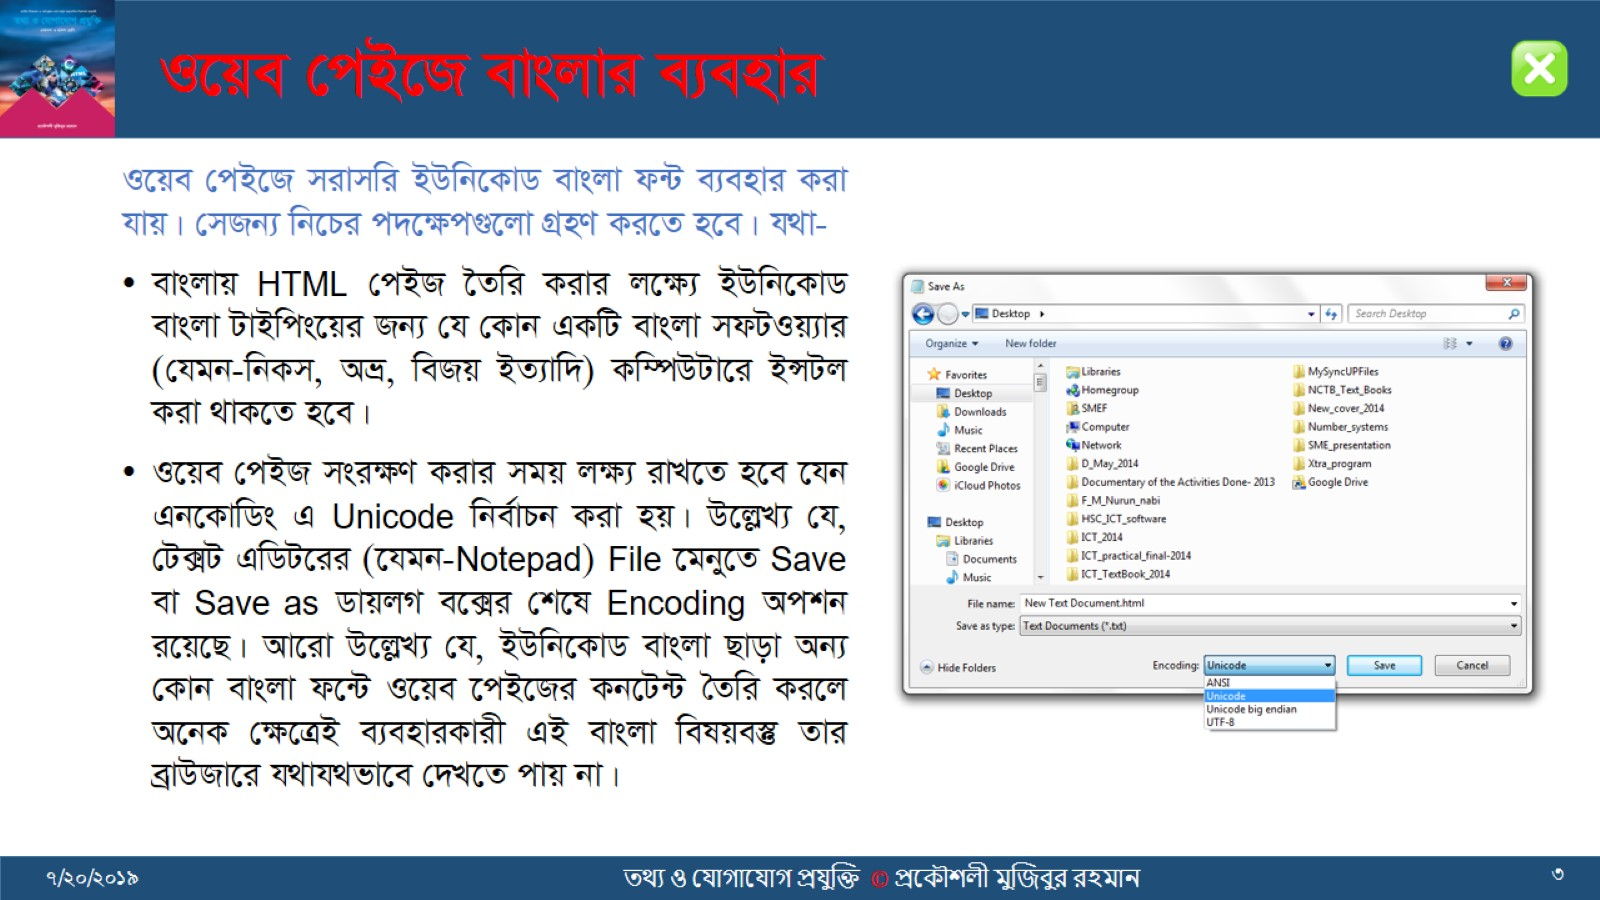 তথ্য ও যোগাযোগ প্রযুক্তি
ওয়েব পেইজে বাংলার ব্যবহার
ওয়েব পেইজে সরাসরি ইউনিকোড বাংলা ফন্ট ব্যবহার করা
যায়। সেজন্য নিচের পদক্ষেপগুলো গ্রহণ করতে হবে। যথা-
• বাংলায় HTML পেইজ তৈরি করার লক্ষ্যে ইউনিকোড
বাংলা টাইপিংয়ের জন্য যে কোন একটি বাংলা সফটওয়্যার
(যেমন-নিকস, অভ্র, বিজয় ইত্যাদি) কম্পিউটারে ইন্সটল
করা থাকতে হবে।
• ওয়েব পেইজ সংরক্ষণ করার সময় লক্ষ্য রাখতে হবে যেন
এনকোডিং এ Unicode নির্বাচন করা হয়। উল্লেখ্য যে,
টেক্সট এডিটরের (যেমন-Notepad) File মেনুতে Save
বা Save as ডায়লগ বক্সের শেষে Encoding অপশন
রয়েছে। আরো উল্লেখ্য যে, ইউনিকোড বাংলা ছাড়া অন্য
কোন বাংলা ফন্টে ওয়েব পেইজের কনটেন্ট তৈরি করলে
অনেক ক্ষেত্রেই ব্যবহারকারী এই বাংলা বিষয়বস্তু তার
ব্রাউজারে যথাযথভাবে দেখতে পায় না।
Save As
Desktop
Search Desktop
Organize
New folder
Favorites
Desktop
Downloads
Music
Recent Places
Google Drive
iCloud Photos
Desktop
Libraries
Documents
Music
Libraries
Homegroup
SMEF
Computer
Network
D_May_2014
Documentary of the Activities Done- 2013
F_M_Nurun_nabi
HSC_ICT_software
ICT_2014
ICT_practical_final-2014
ICT_TextBook_2014
MySyncUPFiles
NCTB_Text_Books
New_cover_2014
Number_systems
SME_presentation
Xtra_program
Google Drive
File name: New Text Document.html
Save as type: Text Documents (*.txt)
Hide Folders
Encoding: Unicode
Save
Cancel
ANSI
Unicode
Unicode big endian
UTF-8
৭/২০/২০১৯
তথ্য ও যোগাযোগ প্রযুক্তি © প্রকৌশলী মুজিবুর রহমান
৩